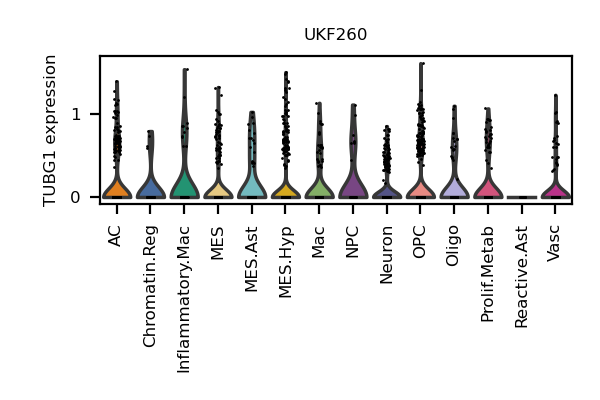 UKF260
TUBG1 expression
1
0
AC
Chromatin.Reg
Inflammatory.Mac
MES
MES.Ast
MES.Hyp
Mac
NPC
Neuron
OPC
Oligo
Prolif.Metab
Reactive.Ast
Vasc